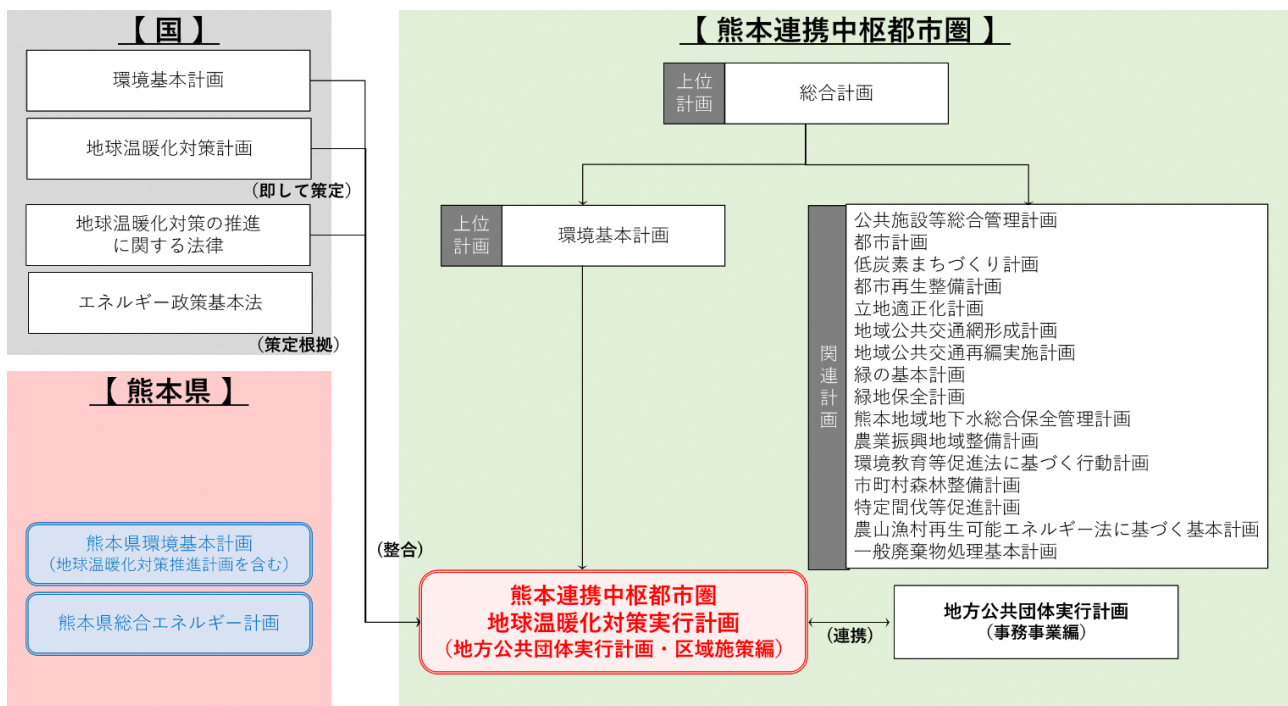 【 国 】
環境基本計画
地球温暖化対策計画
（即して策定）
地球温暖化対策の推進
に関する法律
エネルギー政策基本法
（策定根拠）
【 熊本県 】
熊本県環境基本計画
（地球温暖化対策推進計画を含む）
熊本県総合エネルギー計画
（整合）
【 熊本連携中枢都市圏 】
上位
計画
総合計画
上位
計画
環境基本計画
関連計画
公共施設等総合管理計画
都市計画
低炭素まちづくり計画
都市再生整備計画
立地適正化計画
地域公共交通網形成計画
地域公共交通再編実施計画
緑の基本計画
緑地保全計画
熊本地域地下水総合保全管理計画
農業振興地域整備計画
環境教育等促進法に基づく行動計画
市町村森林整備計画
特定間伐等促進計画
農山漁村再生可能エネルギー法に基づく基本計画
一般廃棄物処理基本計画
熊本連携中枢都市圏
地球温暖化対策実行計画
（地方公共団体実行計画・区域施策編）
（連携）
地方公共団体実行計画
（事務事業編）